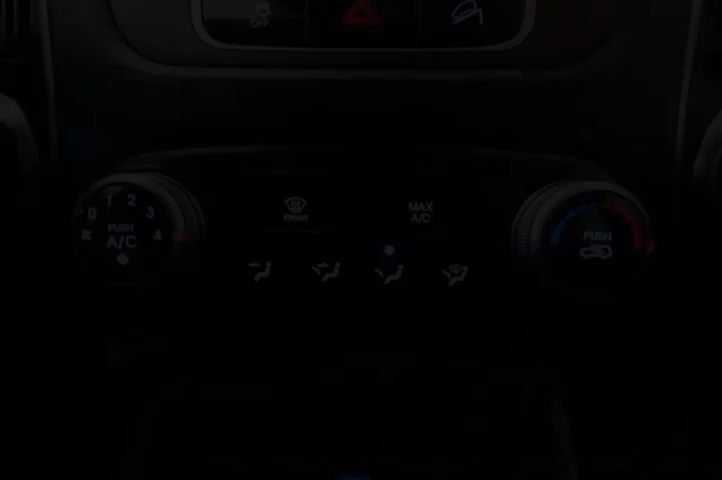 OFF
0 1 2 3 4
PUSH
A/C
FRONT
MAX
A/C
PUSH